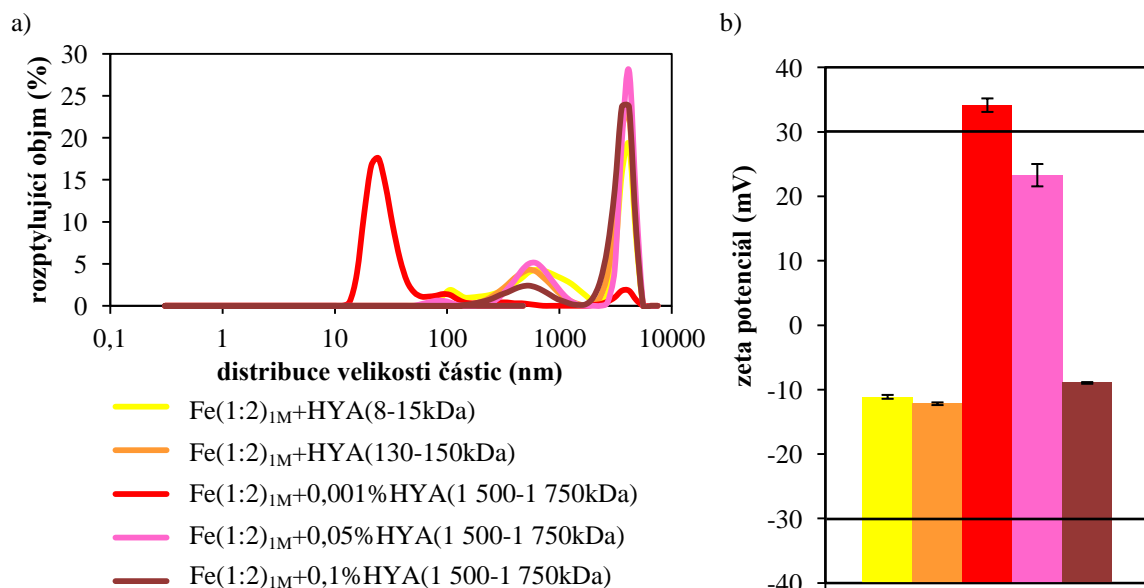 a)
b)
rozptylující objm (%)
30
25
20
15
10
5
0
0,1
1
10
100
1000
10000
distribuce velikosti částic (nm)
Fe(1:2)1M+HYA(8-15kDa)
Fe(1:2)1M+HYA(130-150kDa)
Fe(1:2)1M+0,001%HYA(1 500-1 750kDa)
Fe(1:2)1M+0,05%HYA(1 500-1 750kDa)
Fe(1:2)1M+0,1%HYA(1 500-1 750kDa)
zeta potenciál (mV)
40
30
20
10
0
-10
-20
-30
-40